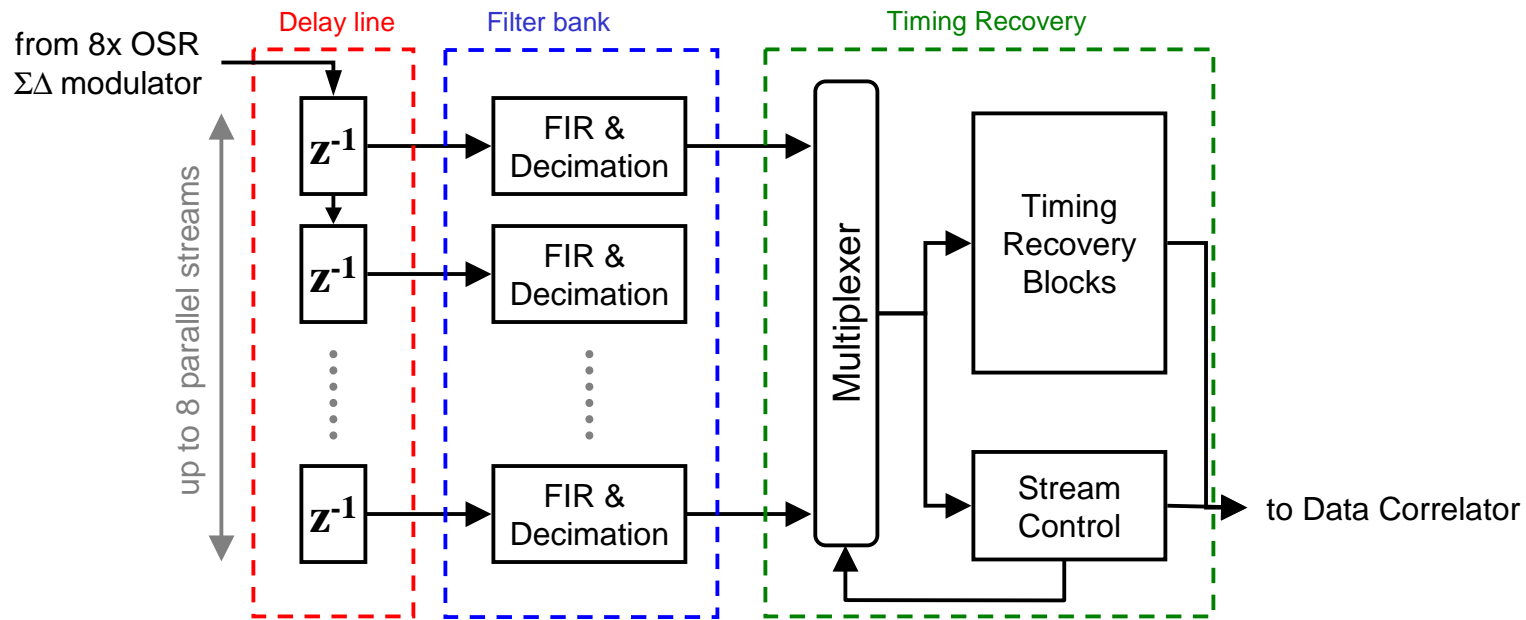 Delay line
Filter bank
Timing Recovery
from 8x OSR
ΣΔ modulator
up to 8 parallel streams
z⁻¹
FIR &
Decimation
z⁻¹
FIR &
Decimation
z⁻¹
FIR &
Decimation
Multiplexer
Timing
Recovery
Blocks
Stream
Control
to Data Correlator